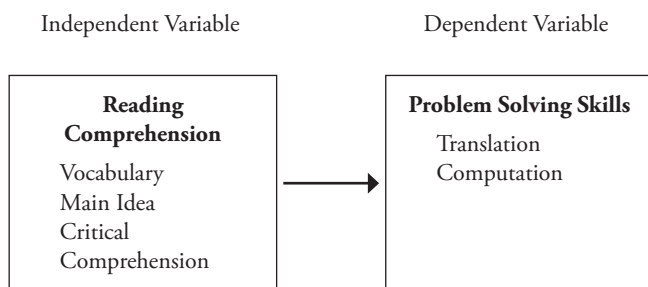 Independent Variable
Dependent Variable
Reading
Comprehension
Vocabulary
Main Idea
Critical
Comprehension
Problem Solving Skills
Translation
Computation